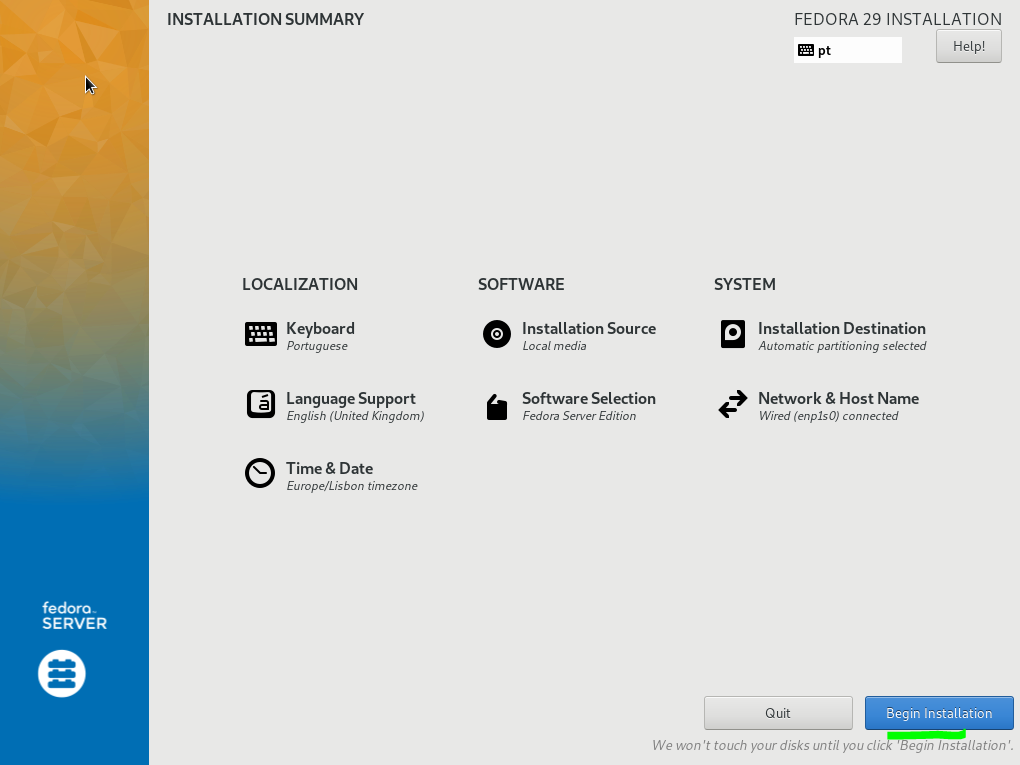 INSTALLATION SUMMARY
FEDORA 29 INSTALLATION
pt
Help!
LOCALIZATION
Keyboard
Portuguese
Language Support
English (United Kingdom)
Time & Date
Europe/Lisbon timezone
SOFTWARE
Installation Source
Local media
Software Selection
Fedora Server Edition
SYSTEM
Installation Destination
Automatic partitioning selected
Network & Host Name
Wired (enp1s0) connected
fedora™
SERVER
Quit
Begin Installation
We won't touch your disks until you click 'Begin Installation'.